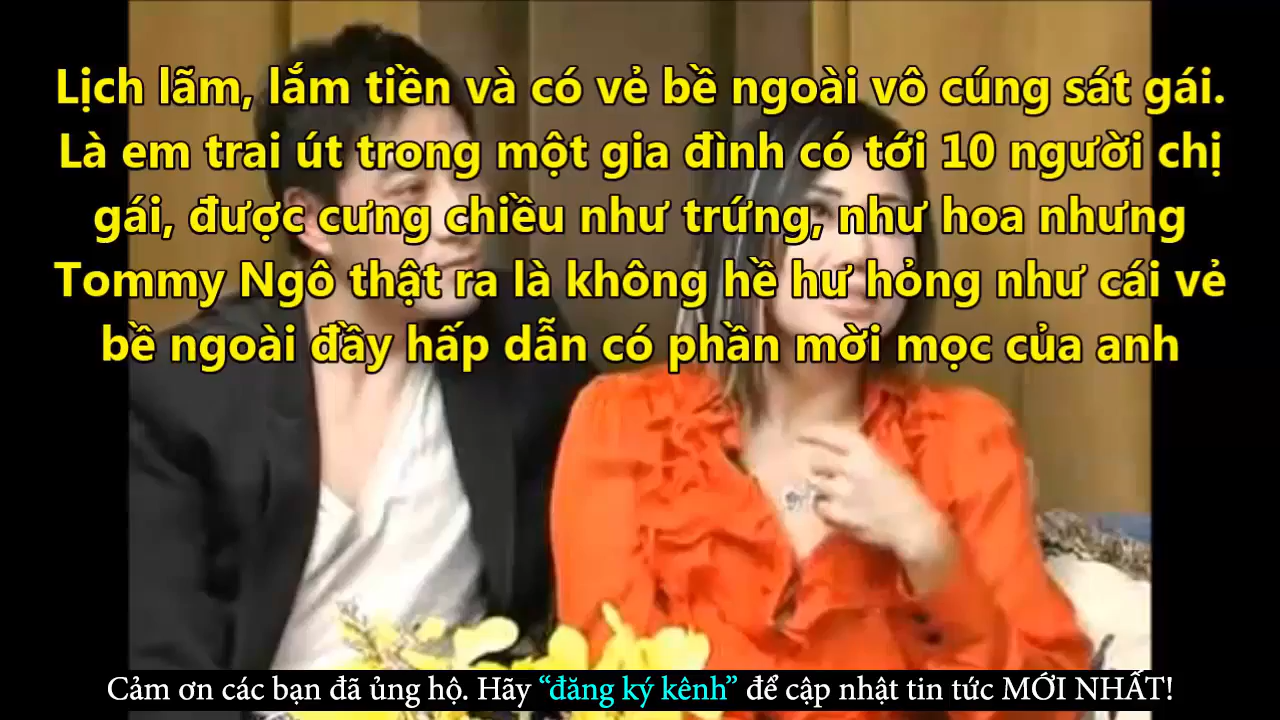 Lịch lãm, lắm tiền và có vẻ bề ngoài vô cúng sát gái.
Là em trai út trong một gia đình có tới 10 người chị
gái, được cưng chiều như trứng, như hoa nhưng
Tommy Ngô thật ra là không hề hư hỏng như cái vẻ
bề ngoài đầy hấp dẫn có phần mời mọc của anh
Cảm ơn các bạn đã ủng hộ. Hãy “đăng ký kênh” để cập nhật tin tức MỚI NHẤT!